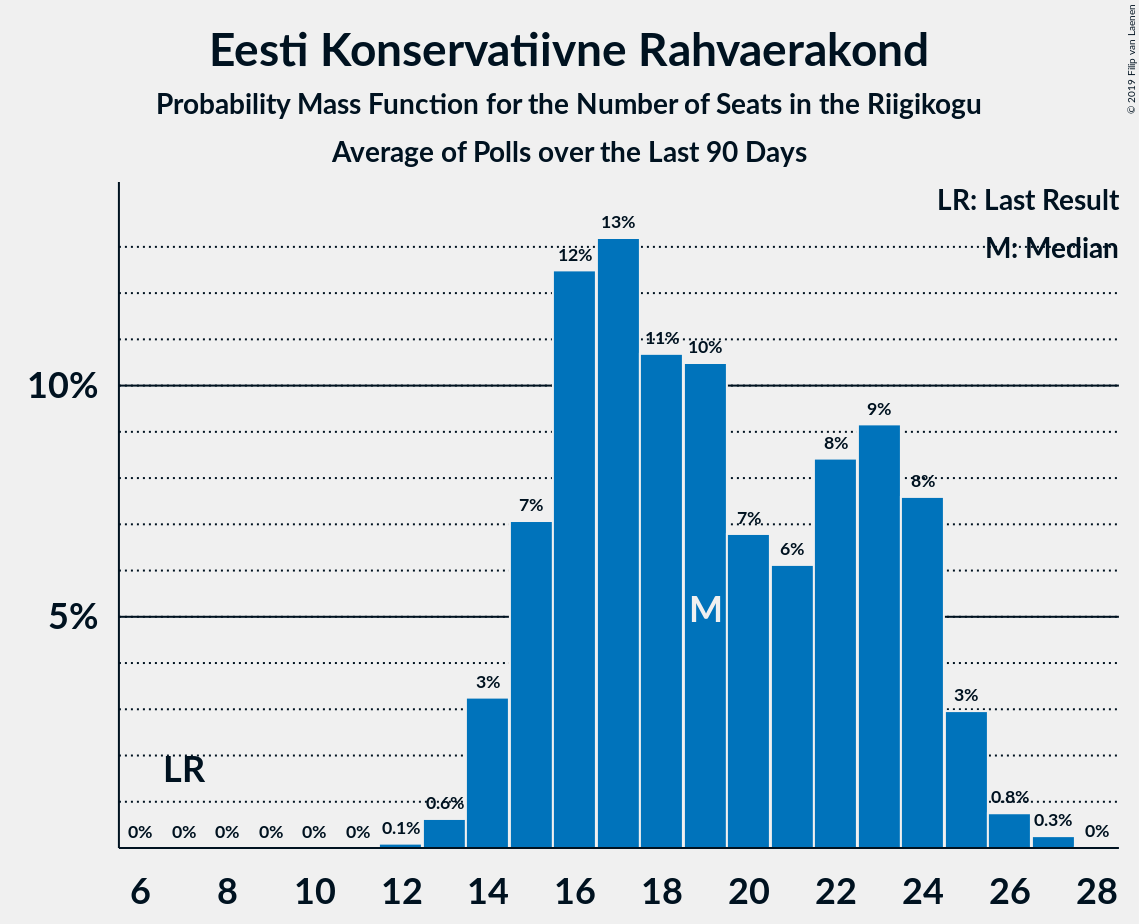 Eesti Konservatiivne Rahvaerakond
Probability Mass Function for the Number of Seats in the Riigikogu
Average of Polls over the Last 90 Days
© 2019 Filip van Laenen
LR: Last Result
M: Median
13%
12%
11%
10%
10%
9%
8%
8%
7%
7%
6%
5%
M
3%
3%
LR
0.6%
0.8%
0.3%
0%
0%
0%
0%
0%
0%
0.1%
0%
6 8 10 12 14 16 18 20 22 24 26 28